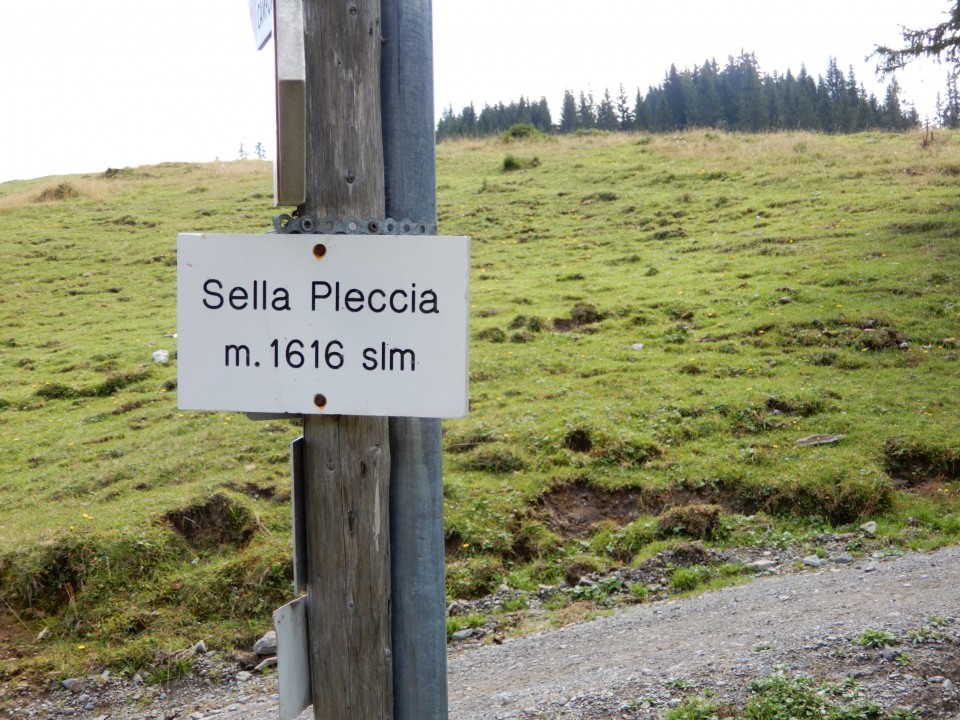 Sella Pleccia
m. 1616 slm